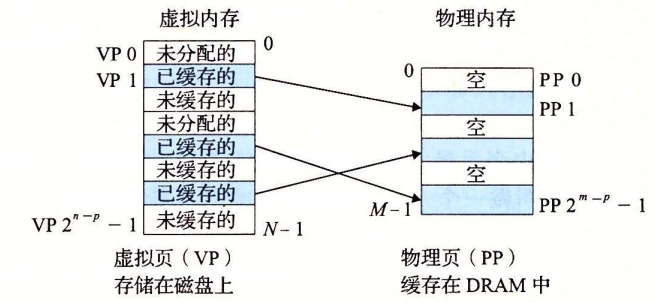 虚拟内存
物理内存
VP 0 未分配的 0
VP 1 已缓存的
未缓存的
未分配的
已缓存的
未缓存的
已缓存的
VP 2^{n-p} - 1 未缓存的 N-1
0 空 PP 0
PP 1
空
空
M-1 PP 2^{m-p} - 1
虚拟页（VP）
存储在磁盘上
物理页（PP）
缓存在 DRAM 中